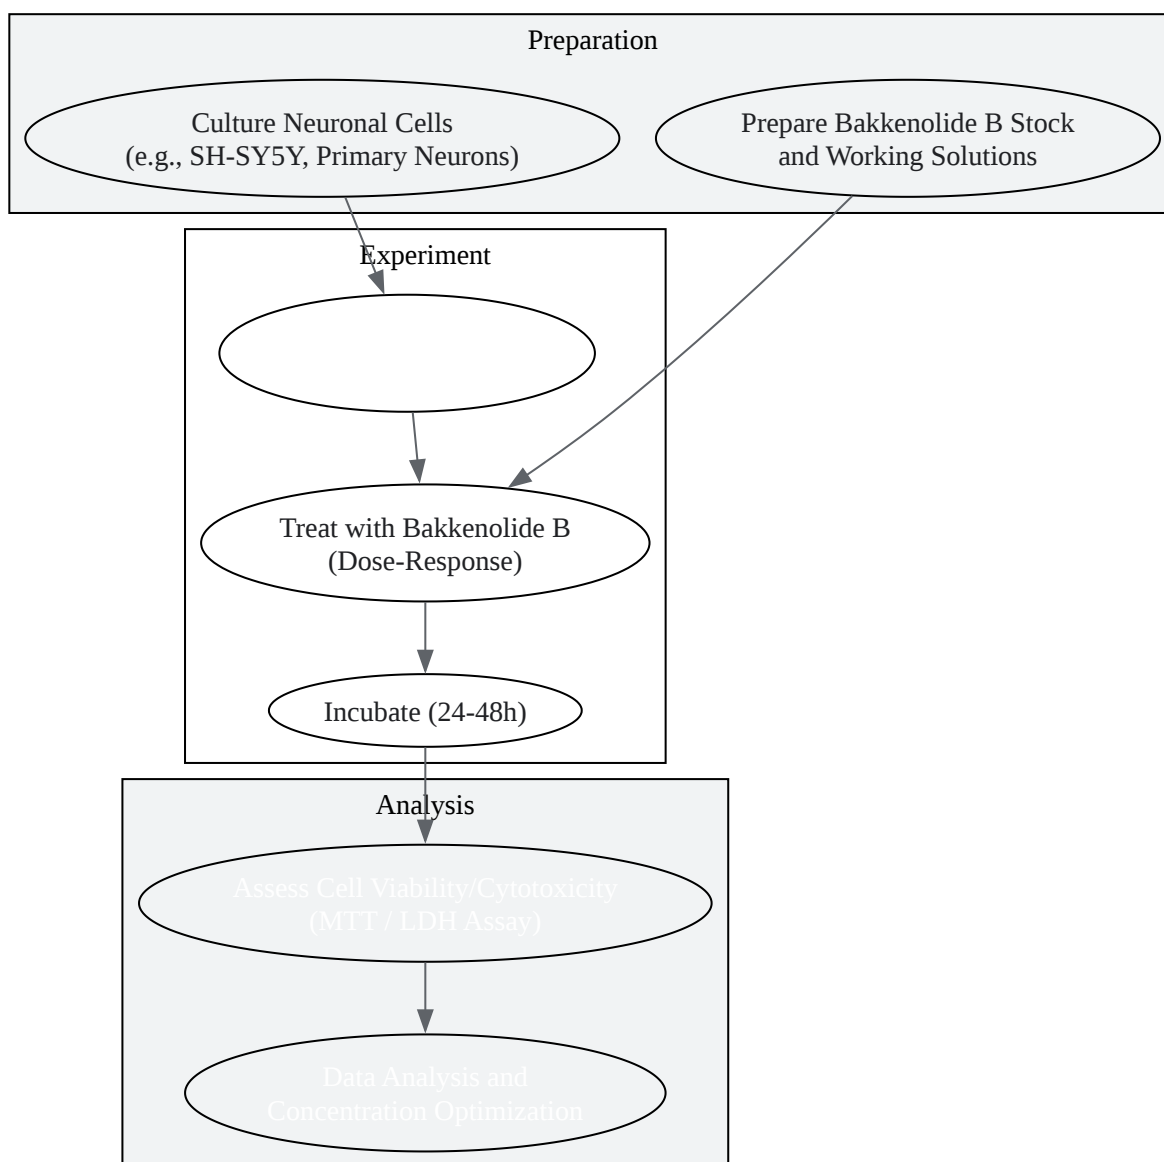 Preparation
Culture Neuronal Cells
(e.g., SH-SY5Y, Primary Neurons)
Prepare Bakkenolide B Stock
and Working Solutions
Experiment
Treat with Bakkenolide B
(Dose-Response)
Incubate (24-48h)
Analysis
Assess Cell Viability/Cytotoxicity
(MTT / LDH Assay)
Data Analysis and
Concentration Optimization